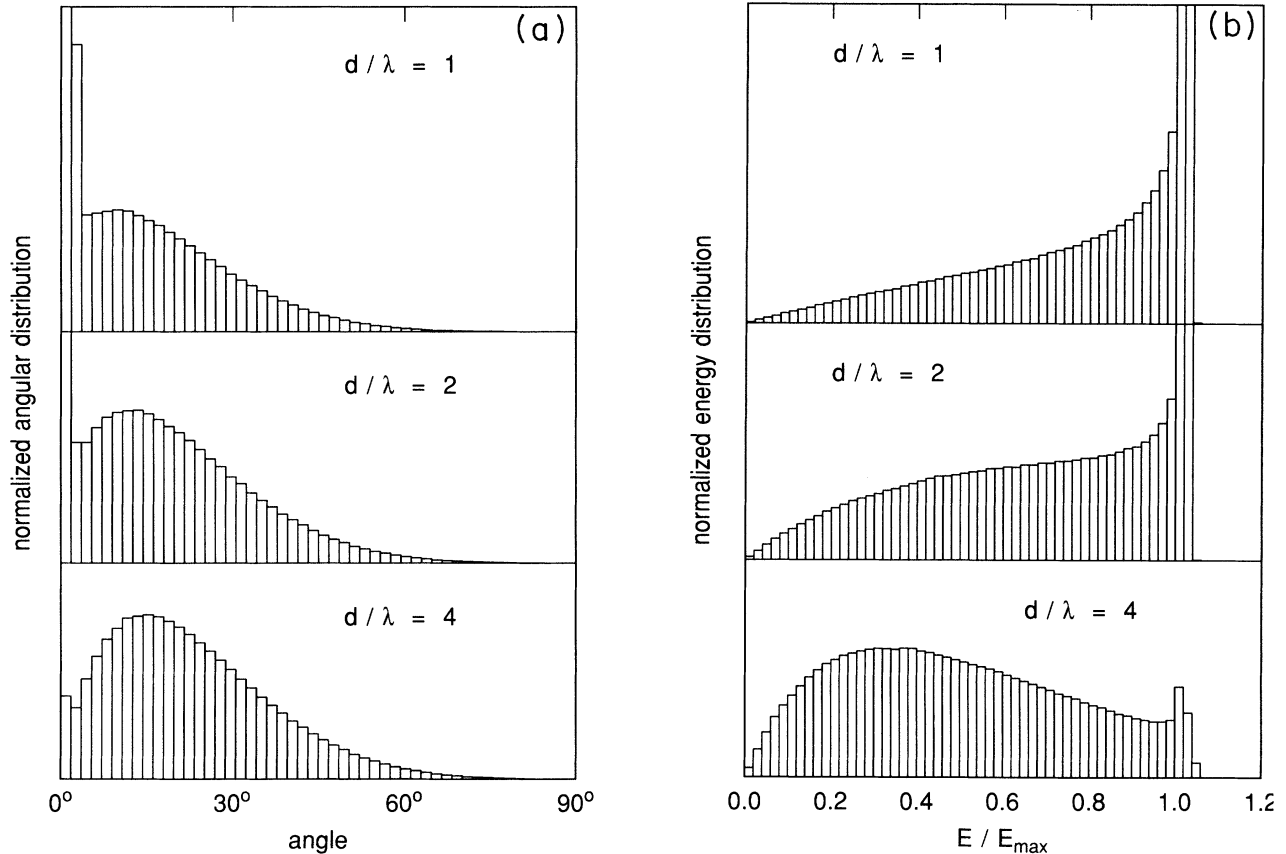 (a)
d / λ = 1
d / λ = 2
d / λ = 4
normalized angular distribution
0° 30° 60° 90°
angle
(b)
d / λ = 1
d / λ = 2
d / λ = 4
normalized energy distribution
0.0 0.2 0.4 0.6 0.8 1.0 1.2
E / Emax